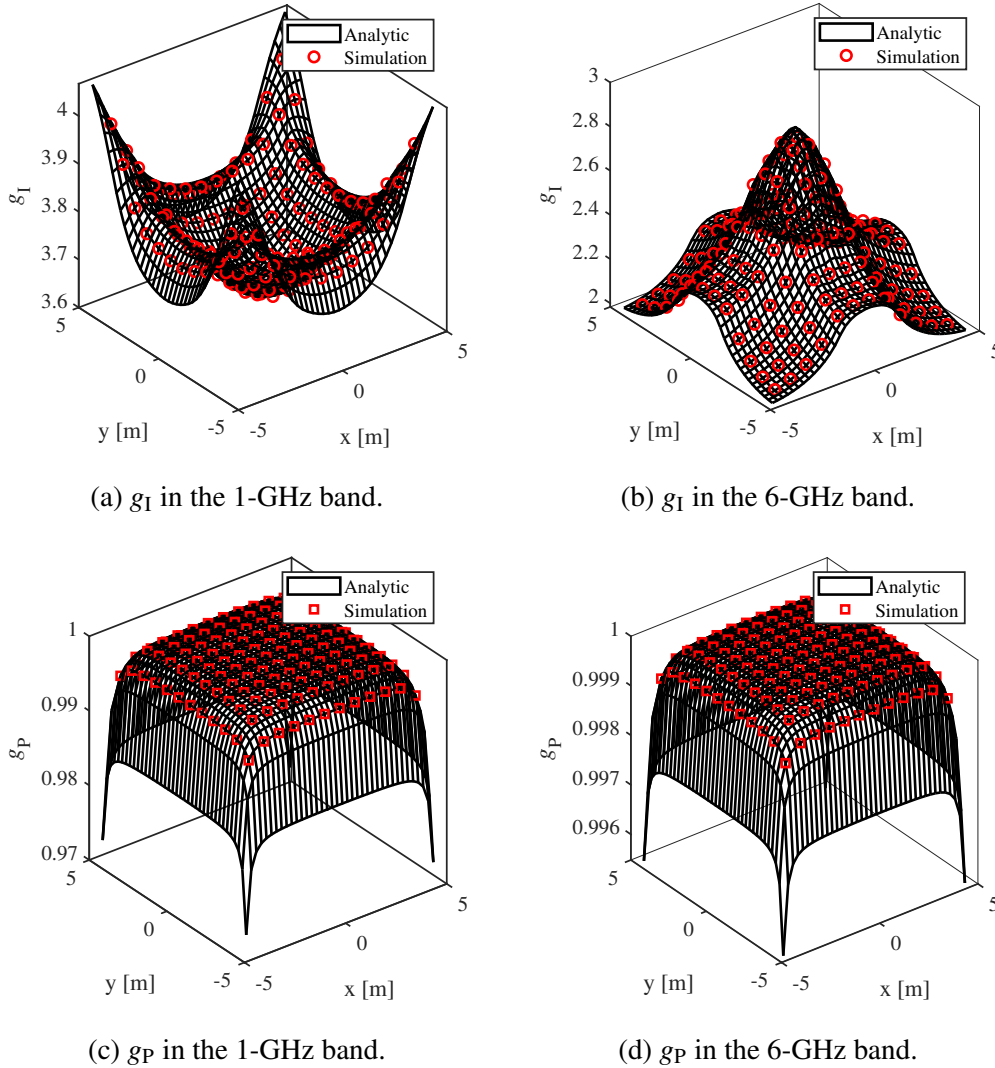 Analytic
Simulation
4
3.9
3.8
3.7
3.6
g_I
5
0
-5
y [m]
-5
0
5
x [m]
(a) g_I in the 1-GHz band.
Analytic
Simulation
3
2.8
2.6
2.4
2.2
2
g_I
5
0
-5
y [m]
-5
0
5
x [m]
(b) g_I in the 6-GHz band.
Analytic
Simulation
1
0.99
0.98
0.97
g_P
5
0
-5
y [m]
-5
0
5
x [m]
(c) g_P in the 1-GHz band.
Analytic
Simulation
1
0.999
0.998
0.997
0.996
g_P
5
0
-5
y [m]
-5
0
5
x [m]
(d) g_P in the 6-GHz band.